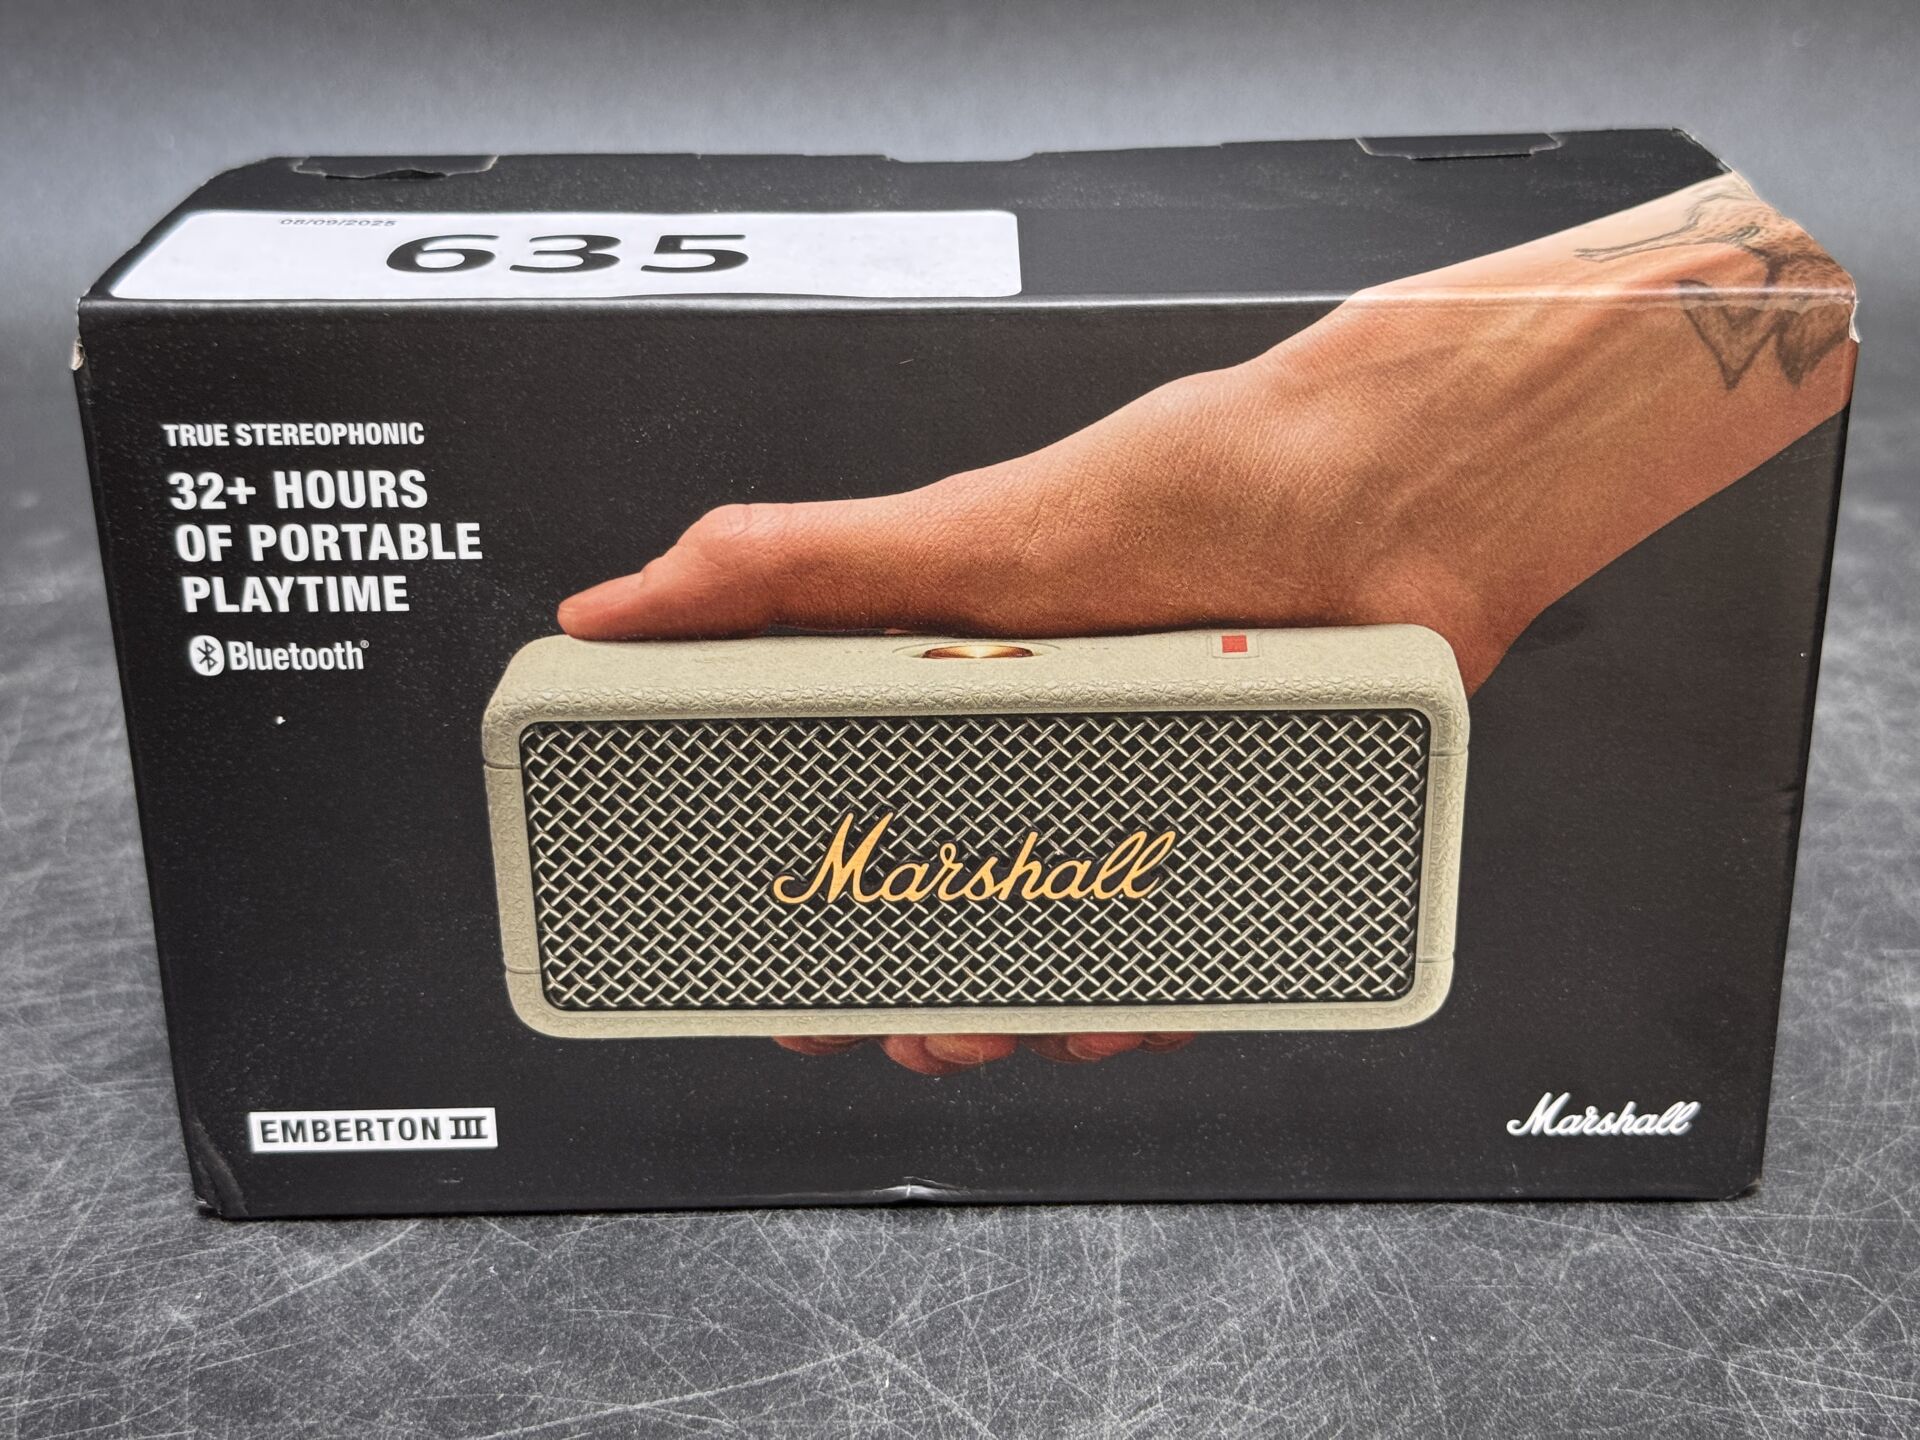 08/09/2025
635
TRUE STEREOPHONIC
32+ HOURS
OF PORTABLE
PLAYTIME
Bluetooth®
Marshall
EMBERTON III
Marshall